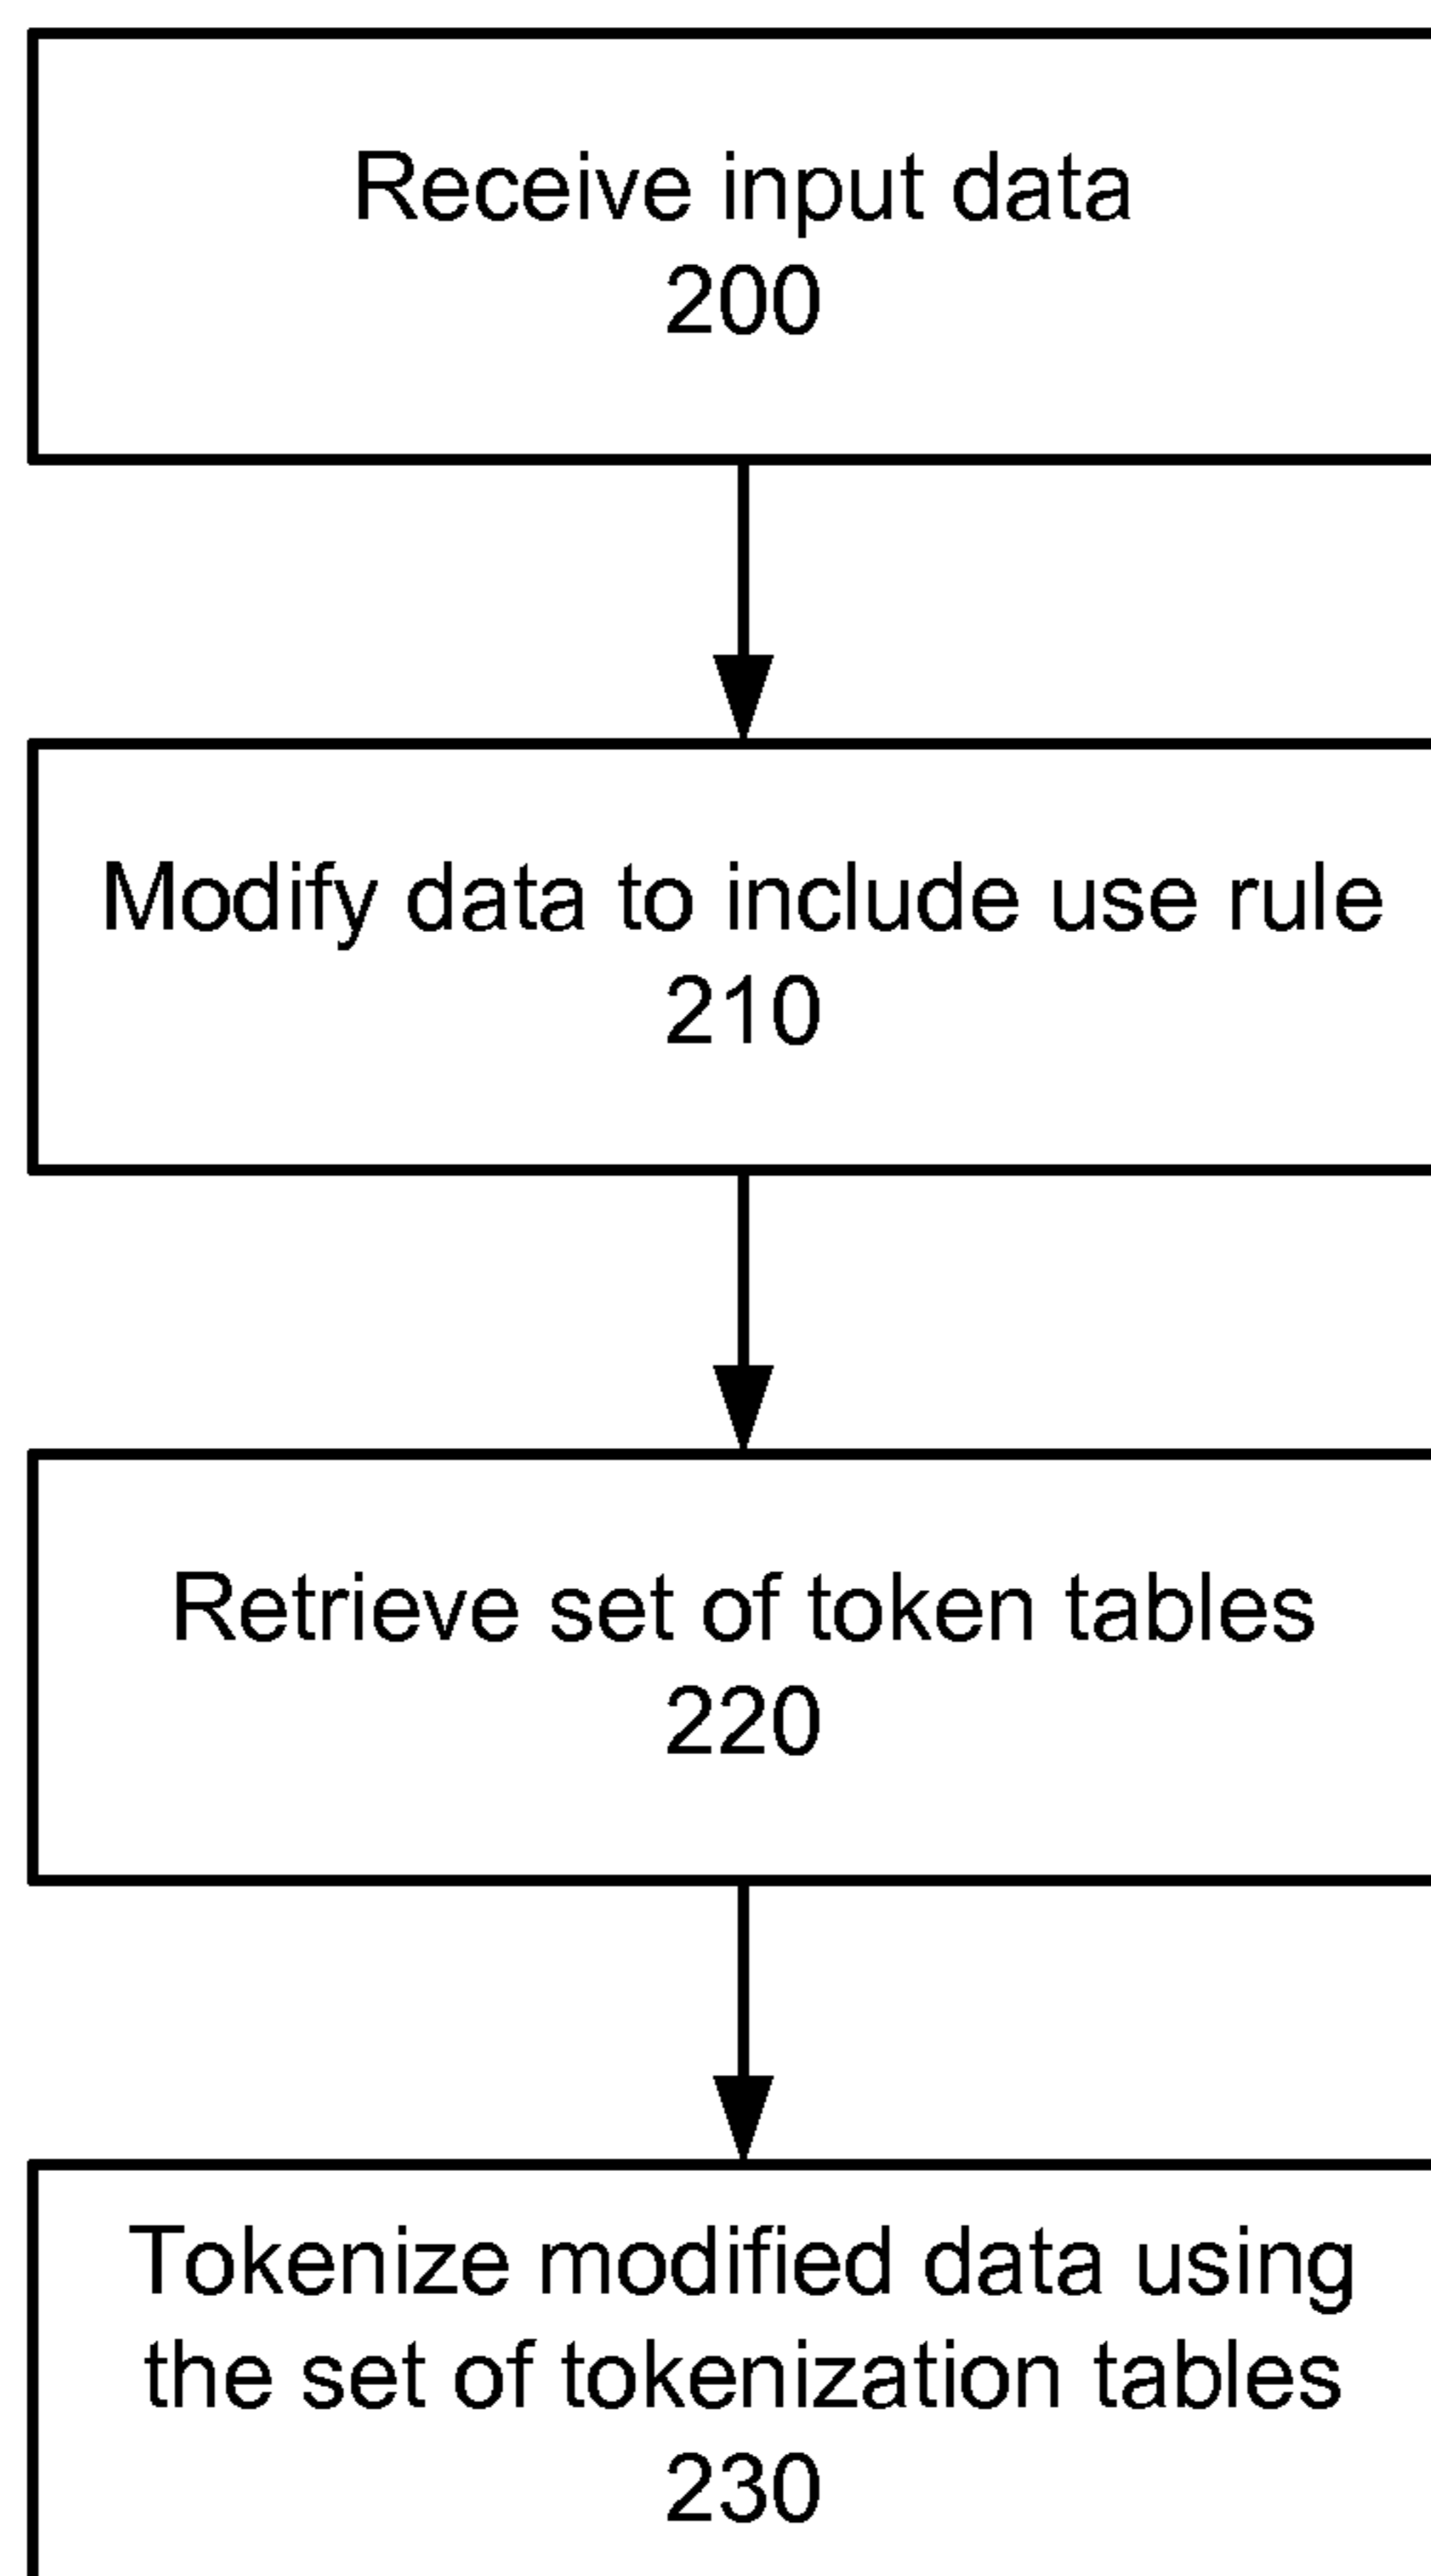 Receive input data
200
Modify data to include use rule
210
Retrieve set of token tables
220
Tokenize modified data using
the set of tokenization tables
230